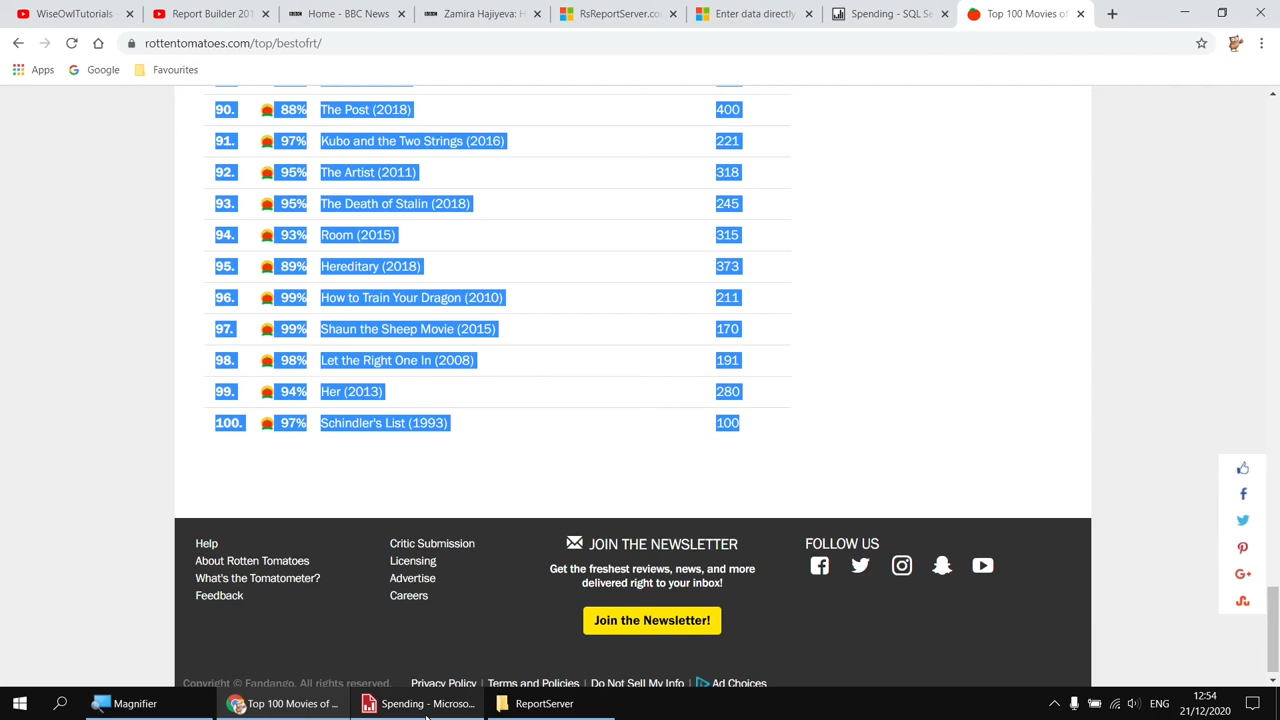 WiseOwlTutorials -
Report Builder 201
Home - BBC News
Zamira Hajiyeva: H
RsReportServer.co
Enter data directly
Spending - SQL Se
Top 100 Movies of
rottentomatoes.com/top/bestofrt/
Apps
Google
Favourites
90. 88% The Post (2018) 400
91. 97% Kubo and the Two Strings (2016) 221
92. 95% The Artist (2011) 318
93. 95% The Death of Stalin (2018) 245
94. 93% Room (2015) 315
95. 89% Hereditary (2018) 373
96. 99% How to Train Your Dragon (2010) 211
97. 99% Shaun the Sheep Movie (2015) 170
98. 98% Let the Right One In (2008) 191
99. 94% Her (2013) 280
100. 97% Schindler's List (1993) 100
Help
About Rotten Tomatoes
What's the Tomatometer?
Feedback
Critic Submission
Licensing
Advertise
Careers
JOIN THE NEWSLETTER
Get the freshest reviews, news, and more
delivered right to your inbox!
Join the Newsletter!
FOLLOW US
Copyright © Fandango. All rights reserved. Privacy Policy | Terms and Policies | Do Not Sell My Info | Ad Choices
Magnifier
Top 100 Movies of ...
Spending - Microso...
ReportServer
ENG
12:54
21/12/2020